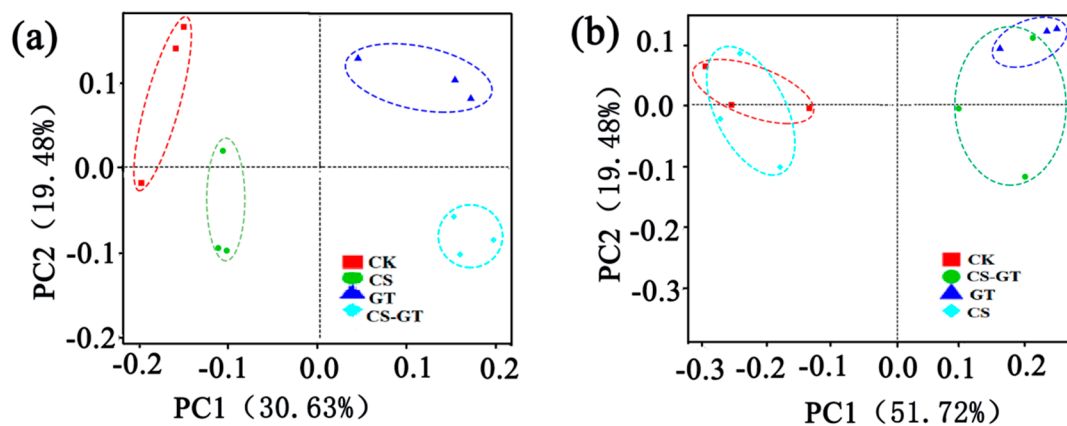 (a)
0.1
0.0
-0.1
-0.2
PC2 (19.48%)
CK
CS
GT
CS-GT
-0.2 -0.1 0.0 0.1 0.2
PC1 (30.63%)
(b)
0.1
0.0
-0.1
-0.2
-0.3
PC2 (19.48%)
CK
CS-GT
GT
CS
-0.3 -0.2 -0.1 0.0 0.1 0.2
PC1 (51.72%)